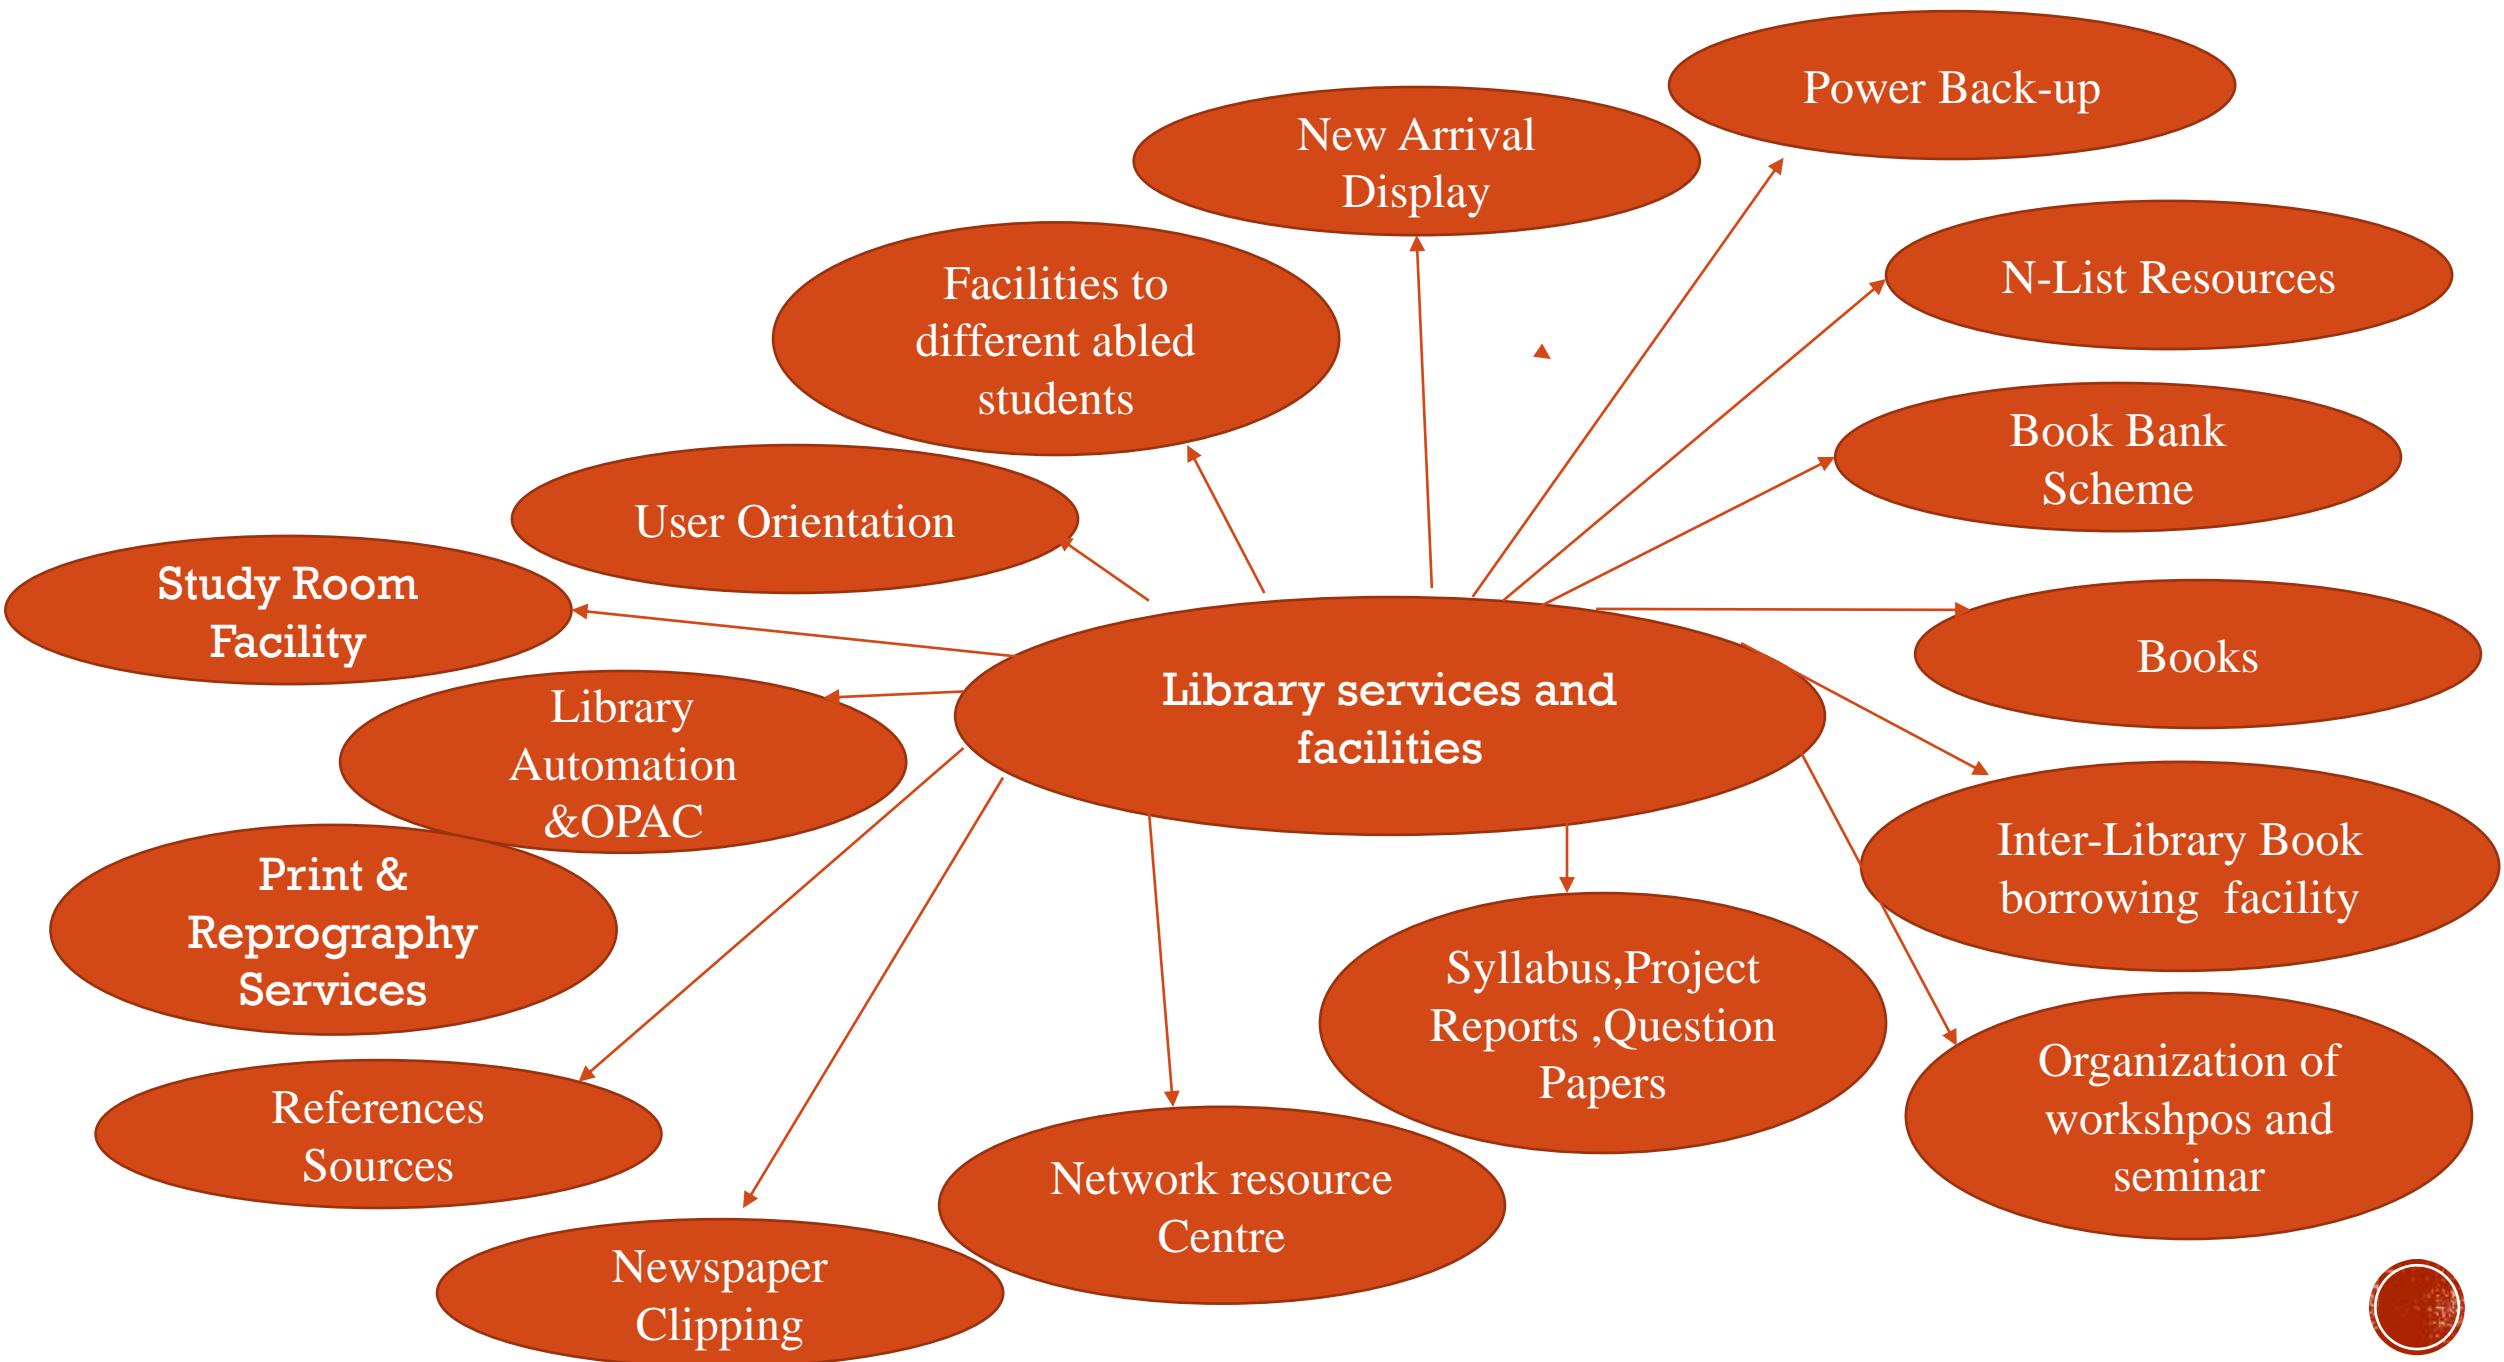 Power Back-up
New Arrival
Display
N-List Resources
Facilities to
different abled
students
Book Bank
Scheme
User Orientation
Study Room
Facility
Books
Library services and
facilities
Library
Automation
&OPAC
Inter-Library Book
borrowing  facility
Print &
Reprography
Services
Syllabus,Project
Reports ,Question
Papers
Organization of
workshpos and
seminar
References
Sources
Network resource
Centre
Newspaper
Clipping